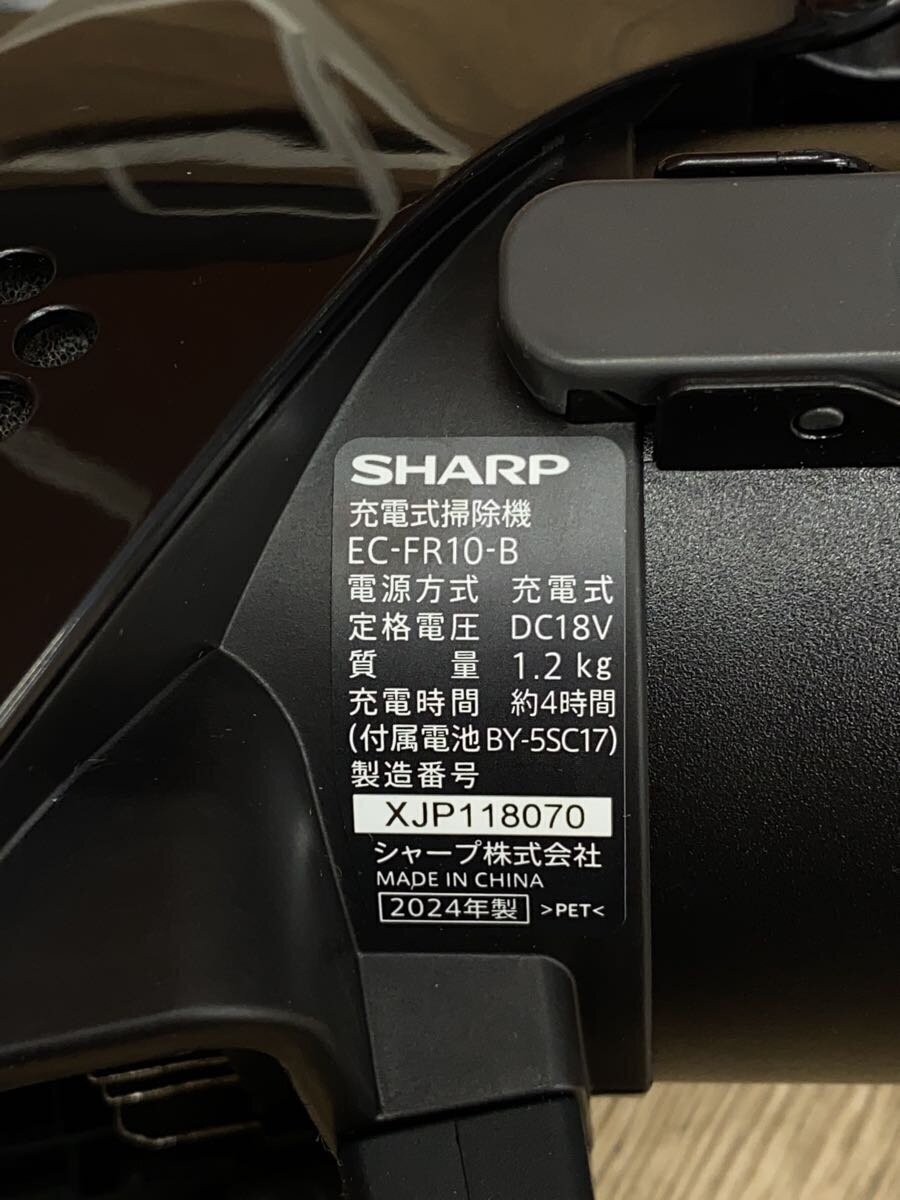 SHARP
充電式掃除機
EC-FR10-B
電源方式 充電式
定格電圧 DC18V
質量 1.2 kg
充電時間 約4時間
(付属電池 BY-5SC17)
製造番号
XJP118070
シャープ株式会社
MADE IN CHINA
2024年製 >PET<